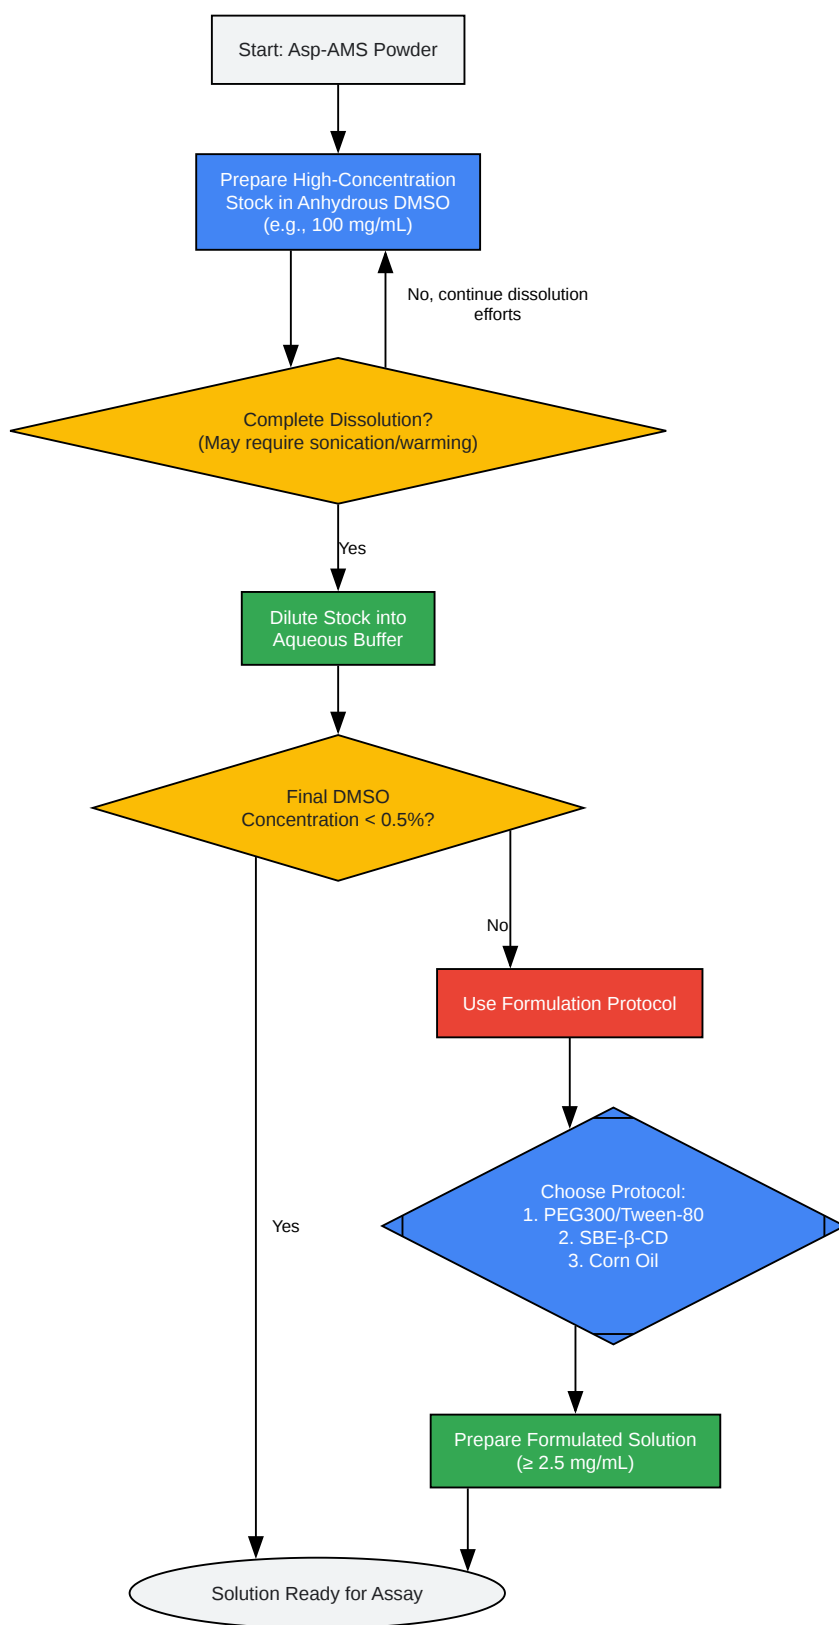 Start: Asp-AMS Powder
Prepare High-Concentration
Stock in Anhydrous DMSO
(e.g., 100 mg/mL)
No, continue dissolution
efforts
Complete Dissolution?
(May require sonication/warming)
Yes
Dilute Stock into
Aqueous Buffer
Final DMSO
Concentration < 0.5%?
No
Use Formulation Protocol
Choose Protocol:
1. PEG300/Tween-80
2. SBE-β-CD
3. Corn Oil
Yes
Prepare Formulated Solution
(≥ 2.5 mg/mL)
Solution Ready for Assay